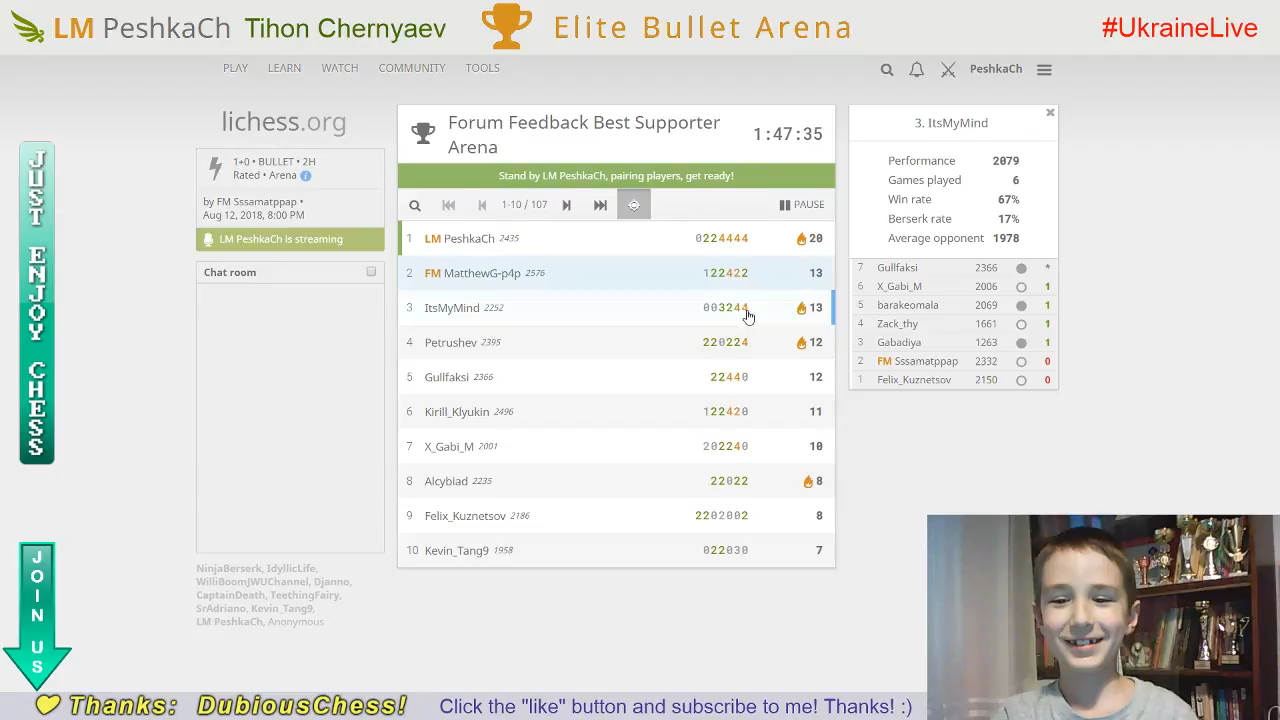 LM PeshkaCh Tihon Chernyaev
Elite Bullet Arena
#UkraineLive
PLAY LEARN WATCH COMMUNITY TOOLS
PeshkaCh
lichess.org
1+0 • BULLET • 2H
Rated • Arena
by FM Sssamatppap •
Aug 12, 2018, 8:00 PM
LM PeshkaCh is streaming
Chat room
NinjaBerserk, IdyllicLife,
WilliBoomJWUChannel, Djanno,
CaptainDeath, TeethingFairy,
SrAdriano, Kevin_Tang9,
LM PeshkaCh, Anonymous
JUST ENJOY CHESS
JOIN US
Forum Feedback Best Supporter
Arena
1:47:35
Stand by LM PeshkaCh, pairing players, get ready!
1-10 / 107
PAUSE
1 LM PeshkaCh 2435 0224444 20
2 FM MatthewG-p4p 2576 122422 13
3 ItsMyMind 2252 003244 13
4 Petrushev 2395 220224 12
5 Gullfaksi 2366 22440 12
6 Kirill_Klyukin 2496 122420 11
7 X_Gabi_M 2001 202240 10
8 Alcybiad 2235 22022 8
9 Felix_Kuznetsov 2186 2202002 8
10 Kevin_Tang9 1958 022030 7
3. ItsMyMind
Performance 2079
Games played 6
Win rate 67%
Berserk rate 17%
Average opponent 1978
7 Gullfaksi 2366 *
6 X_Gabi_M 2006 1
5 barakeomala 2069 1
4 Zack_thy 1661 1
3 Gabadiya 1263 1
2 FM Sssamatppap 2332 0
1 Felix_Kuznetsov 2150 0
Thanks: DubiousChess!
Click the "like" button and subscribe to me! Thanks! :)